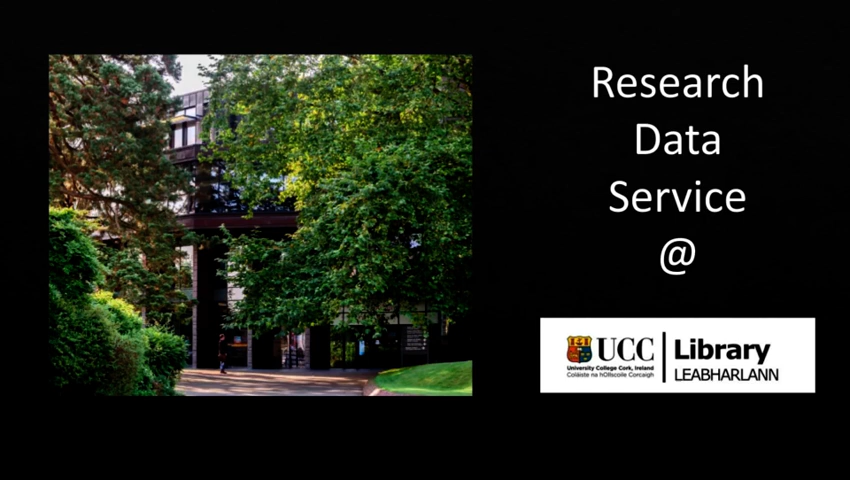 Research
Data
Service
@
UCC
University College Cork, Ireland
Coláiste na hOllscoile Corcaigh
Library
LEABHARLANN